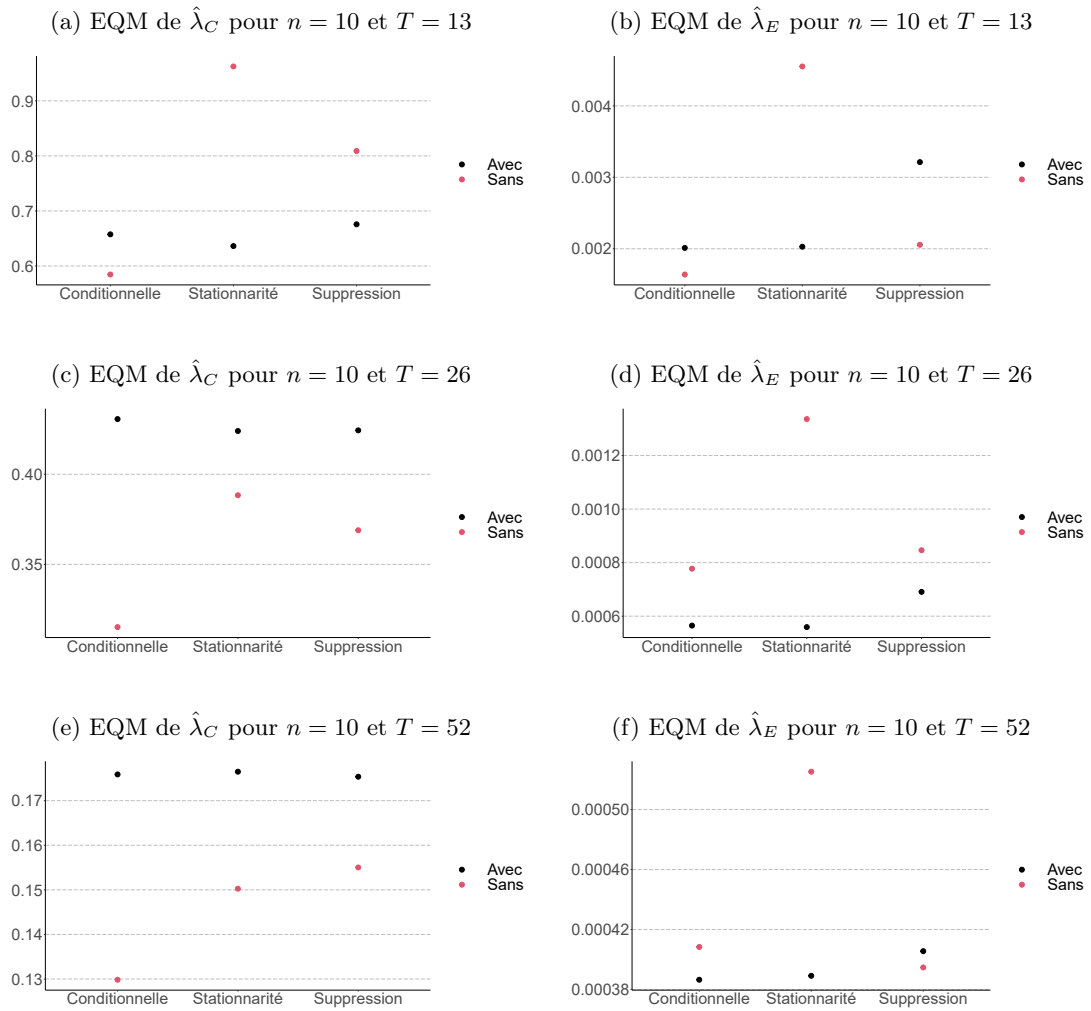 (a) EQM de λ̂_C pour n = 10 et T = 13
0.9
0.8
0.7
0.6
Conditionnelle Stationnarité Suppression
Avec
Sans
(b) EQM de λ̂_E pour n = 10 et T = 13
0.004
0.003
0.002
Conditionnelle Stationnarité Suppression
Avec
Sans
(c) EQM de λ̂_C pour n = 10 et T = 26
0.40
0.35
Conditionnelle Stationnarité Suppression
Avec
Sans
(d) EQM de λ̂_E pour n = 10 et T = 26
0.0012
0.0010
0.0008
0.0006
Conditionnelle Stationnarité Suppression
Avec
Sans
(e) EQM de λ̂_C pour n = 10 et T = 52
0.17
0.16
0.15
0.14
0.13
Conditionnelle Stationnarité Suppression
Avec
Sans
(f) EQM de λ̂_E pour n = 10 et T = 52
0.00050
0.00046
0.00042
0.00038
Conditionnelle Stationnarité Suppression
Avec
Sans